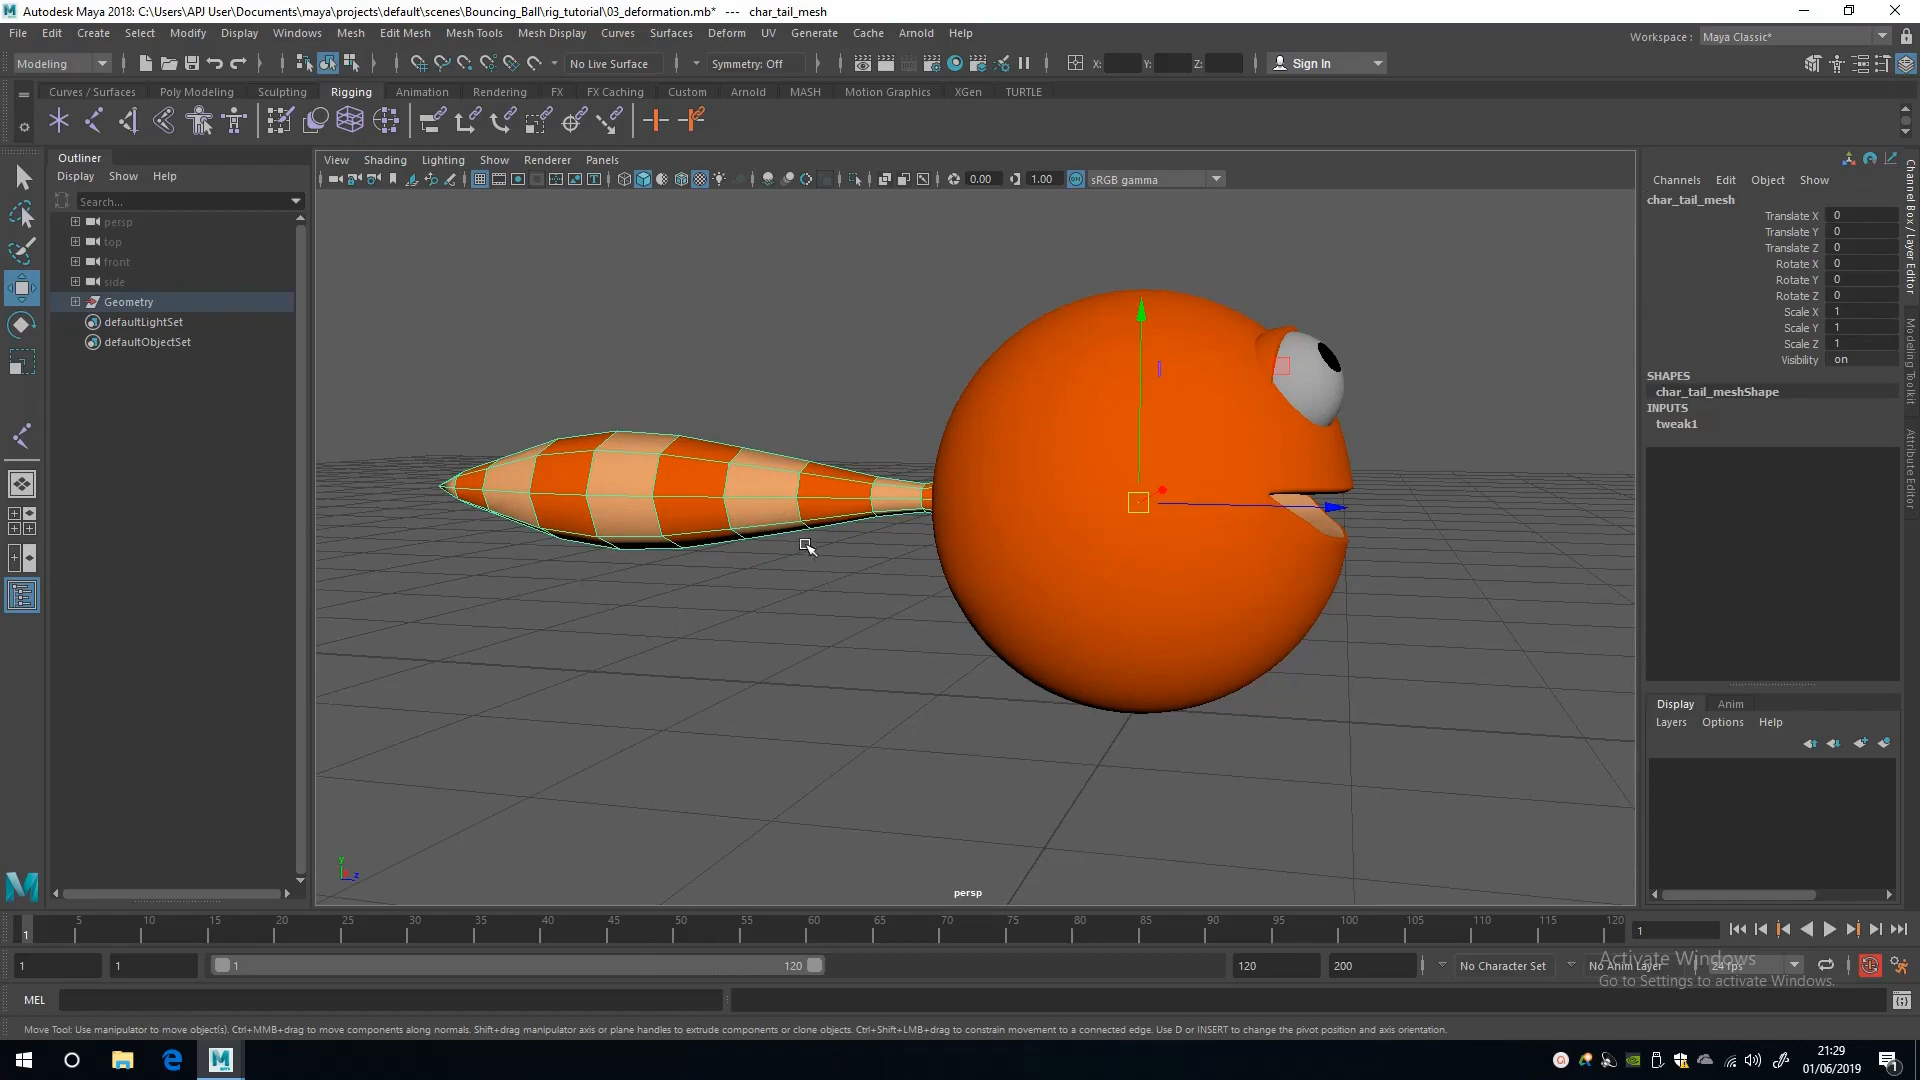 Autodesk Maya 2018: C:\Users\APJ User\Documents\maya\projects\default\scenes\Bouncing_Ball\rig_tutorial\03_deformation.mb* --- char_tail_mesh
File Edit Create Select Modify Display Windows Mesh Edit Mesh Mesh Tools Mesh Display Curves Surfaces Deform UV Generate Cache Arnold Help
Workspace : Maya Classic*
Modeling No Live Surface Symmetry: Off X: Y: Z: Sign In
Curves / Surfaces Poly Modeling Sculpting Rigging Animation Rendering FX FX Caching Custom Arnold MASH Motion Graphics XGen TURTLE
Outliner
Display Show Help
Search...
persp
top
front
side
Geometry
defaultLightSet
defaultObjectSet
View Shading Lighting Show Renderer Panels
0.00 1.00 ON sRGB gamma
y
z
persp
Channels Edit Object Show
char_tail_mesh
Translate X 0
Translate Y 0
Translate Z 0
Rotate X 0
Rotate Y 0
Rotate Z 0
Scale X 1
Scale Y 1
Scale Z 1
Visibility on
SHAPES
char_tail_meshShape
INPUTS
tweak1
Channel Box / Layer Editor
Modeling Toolkit
Attribute Editor
Display Anim
Layers Options Help
1 5 10 15 20 25 30 35 40 45 50 55 60 65 70 75 80 85 90 95 100 105 110 115 120
1
1 1 1 120 120 200 No Character Set No Anim Layer 24 fps
Activate Windows
Go to Settings to activate Windows.
MEL
Move Tool: Use manipulator to move object(s). Ctrl+MMB+drag to move components along normals. Shift+drag manipulator axis or plane handles to extrude components or clone objects. Ctrl+Shift+LMB+drag to constrain movement to a connected edge. Use D or INSERT to change the pivot position and axis orientation.
21:29
01/06/2019
1